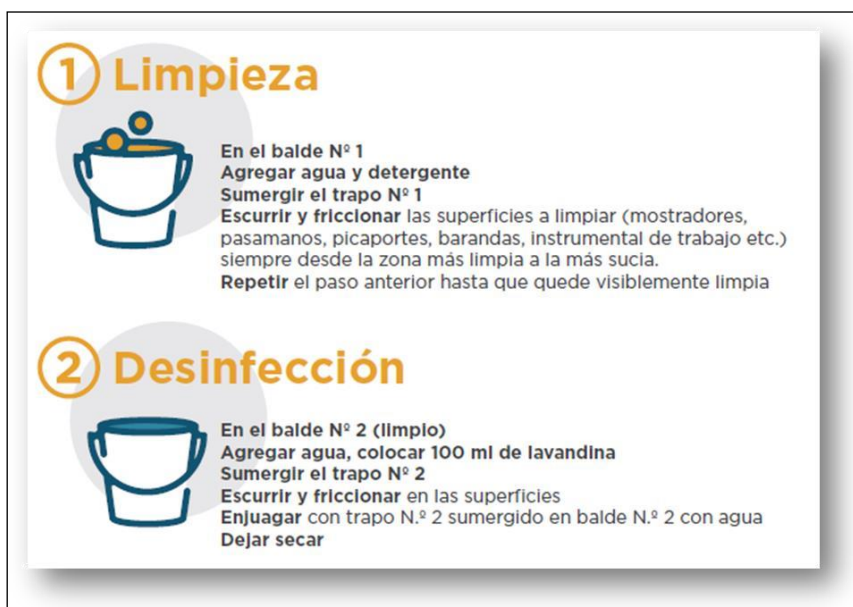 1 Limpieza
En el balde Nº 1
Agregar agua y detergente
Sumergir el trapo Nº 1
Escurrir y friccionar las superficies a limpiar (mostradores,
pasamanos, picaportes, barandas, instrumental de trabajo etc.)
siempre desde la zona más limpia a la más sucia.
Repetir el paso anterior hasta que quede visiblemente limpia
2 Desinfección
En el balde Nº 2 (limpio)
Agregar agua, colocar 100 ml de lavandina
Sumergir el trapo Nº 2
Escurrir y friccionar en las superficies
Enjuagar con trapo N.º 2 sumergido en balde N.º 2 con agua
Dejar secar